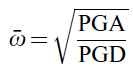 ω̄ = √(PGA/PGD)